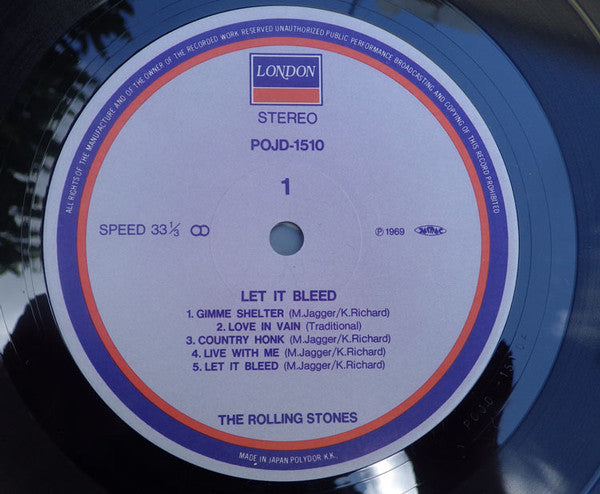 ALL RIGHTS OF THE MANUFACTURE AND OF THE OWNER OF THE RECORDED WORK RESERVED UNAUTHORIZED PUBLIC PERFORMANCE BROADCASTING AND COPYING OF THIS RECORD PROHIBITED
LONDON
STEREO
POJD-1510
1
SPEED 33⅓
Ⓟ1969
LET IT BLEED
1. GIMME SHELTER (M.Jagger/K.Richard)
2. LOVE IN VAIN (Traditional)
3. COUNTRY HONK (M.Jagger/K.Richard)
4. LIVE WITH ME (M.Jagger/K.Richard)
5. LET IT BLEED (M.Jagger/K.Richard)
THE ROLLING STONES
MADE IN JAPAN POLYDOR K.K.